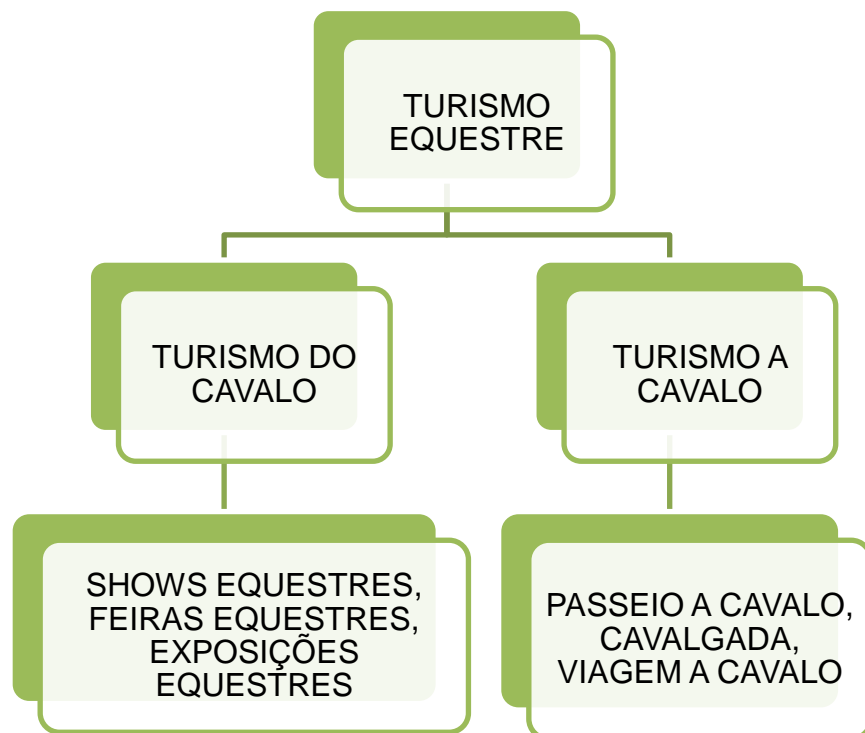 TURISMO
EQUESTRE
TURISMO DO
CAVALO
TURISMO A
CAVALO
SHOWS EQUESTRES,
FEIRAS EQUESTRES,
EXPOSIÇÕES
EQUESTRES
PASSEIO A CAVALO,
CAVALGADA,
VIAGEM A CAVALO